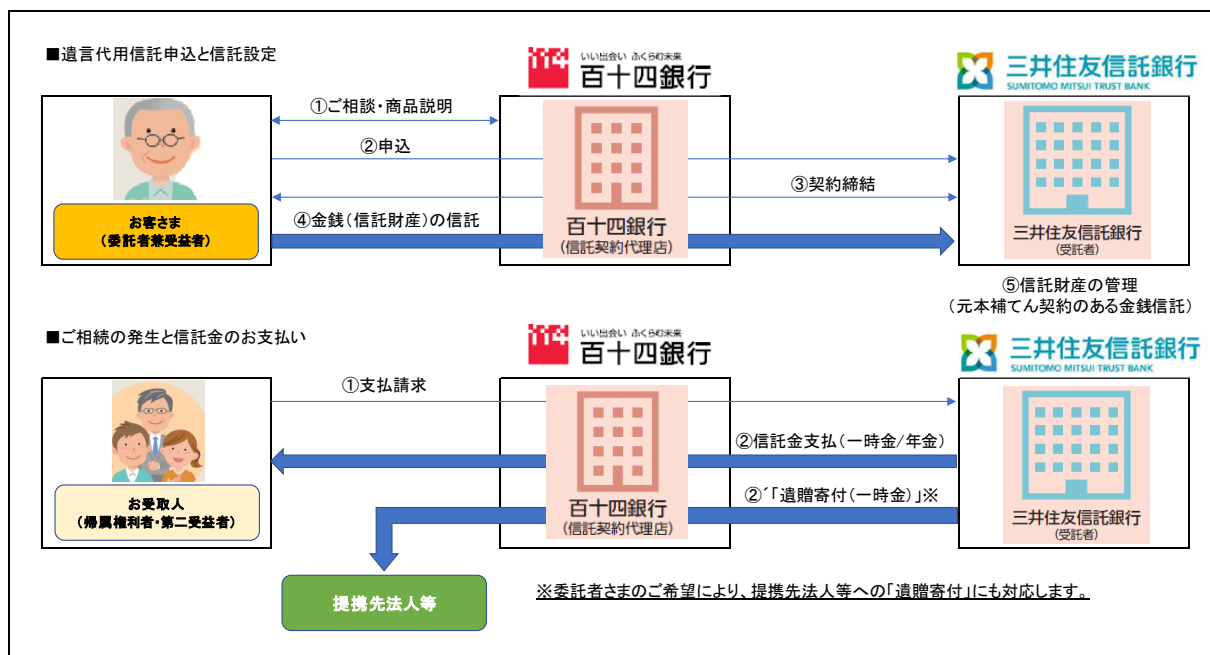 ■遺言代用信託申込と信託設定
114
いい出会い ふくらむ未来
百十四銀行
三井住友信託銀行
SUMITOMO MITSUI TRUST BANK
①ご相談・商品説明
②申込
③契約締結
④金銭(信託財産)の信託
お客さま
(委託者兼受益者)
百十四銀行
(信託契約代理店)
三井住友信託銀行
(受託者)
⑤信託財産の管理
(元本補てん契約のある金銭信託)
■ご相続の発生と信託金のお支払い
114
いい出会い ふくらむ未来
百十四銀行
三井住友信託銀行
SUMITOMO MITSUI TRUST BANK
①支払請求
②信託金支払(一時金/年金)
②´「遺贈寄付(一時金)」※
お受取人
(帰属権利者・第二受益者)
百十四銀行
(信託契約代理店)
三井住友信託銀行
(受託者)
提携先法人等
※委託者さまのご希望により、提携先法人等への「遺贈寄付」にも対応します。